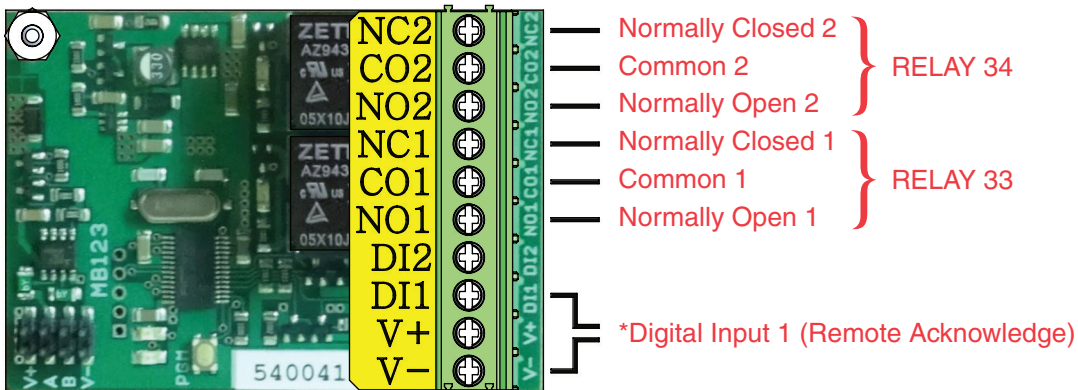 ZETT
AZ943
c us
05X10J
ZETT
AZ943
c us
05X10J
330
MB123
PGM
540041
V+
A
B
V-
NC2
CO2
NO2
NC1
CO1
NO1
DI2
DI1
V+
V-
NC2
CO2
NO2
NC1
CO1
NO1
DI2
DI1
V+
V-
Normally Closed 2
Common 2
Normally Open 2
RELAY 34
Normally Closed 1
Common 1
Normally Open 1
RELAY 33
*Digital Input 1 (Remote Acknowledge)